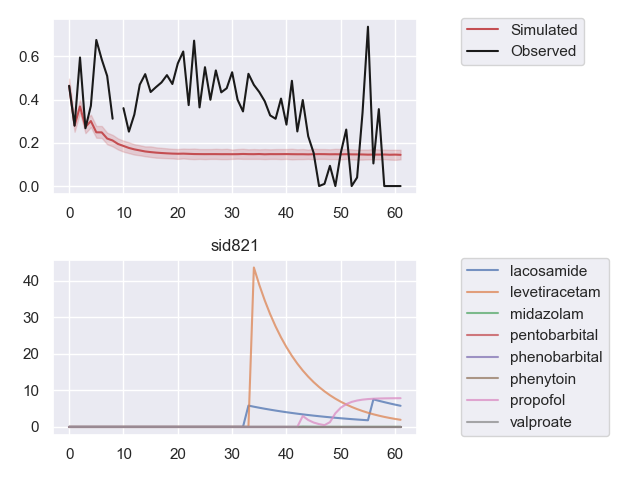 0.6
0.4
0.2
0.0
0 10 20 30 40 50 60
Simulated
Observed
sid821
40
30
20
10
0
0 10 20 30 40 50 60
lacosamide
levetiracetam
midazolam
pentobarbital
phenobarbital
phenytoin
propofol
valproate